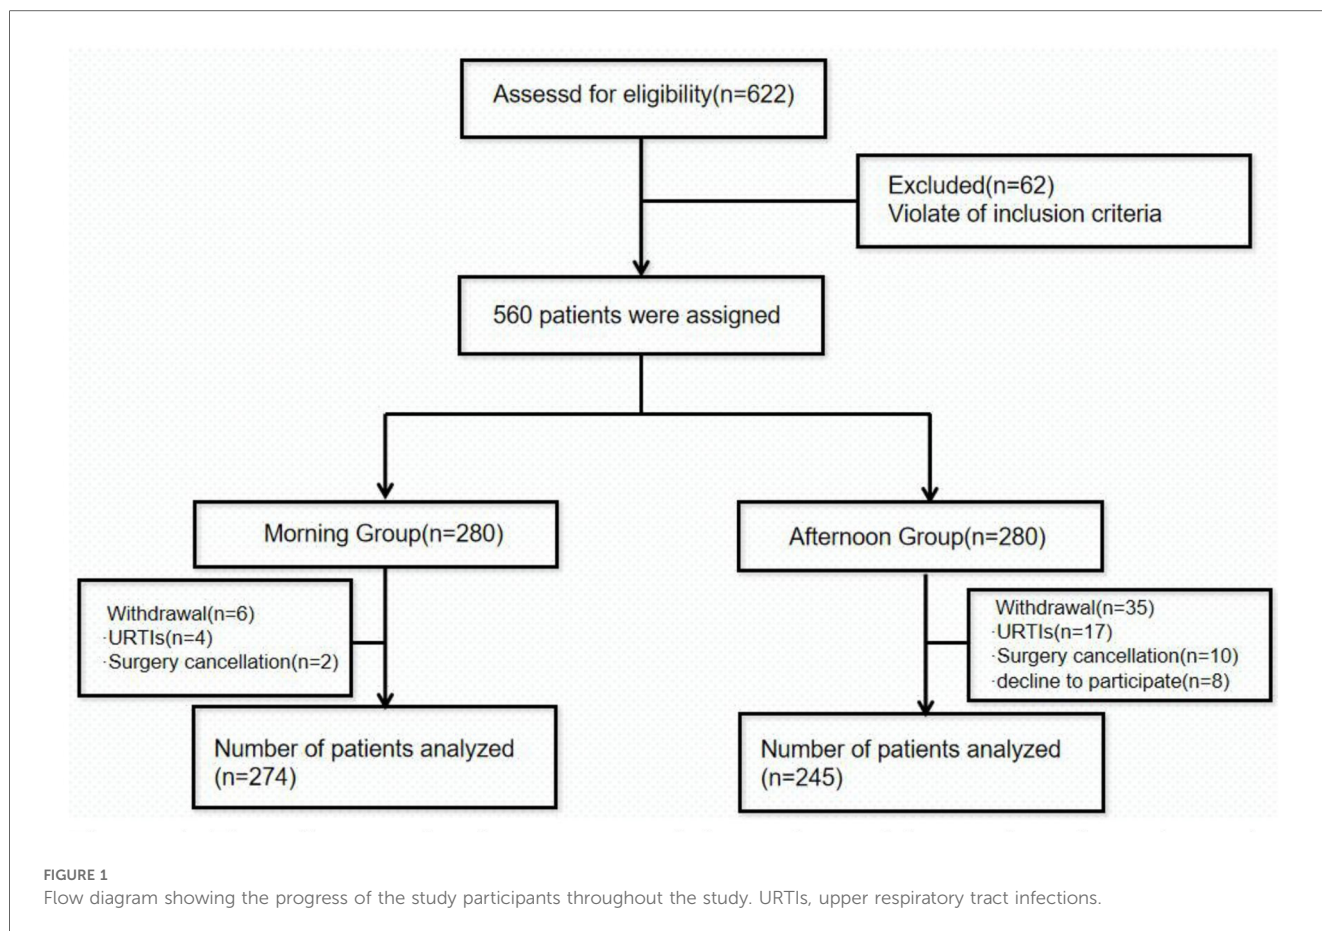 Assessd for eligibility(n=622)
Excluded(n=62)
Violate of inclusion criteria
560 patients were assigned
Morning Group(n=280)
Afternoon Group(n=280)
Withdrawal(n=6)
·URTIs(n=4)
·Surgery cancellation(n=2)
Withdrawal(n=35)
·URTIs(n=17)
·Surgery cancellation(n=10)
·decline to participate(n=8)
Number of patients analyzed
(n=274)
Number of patients analyzed
(n=245)
FIGURE 1
Flow diagram showing the progress of the study participants throughout the study. URTIs, upper respiratory tract infections.